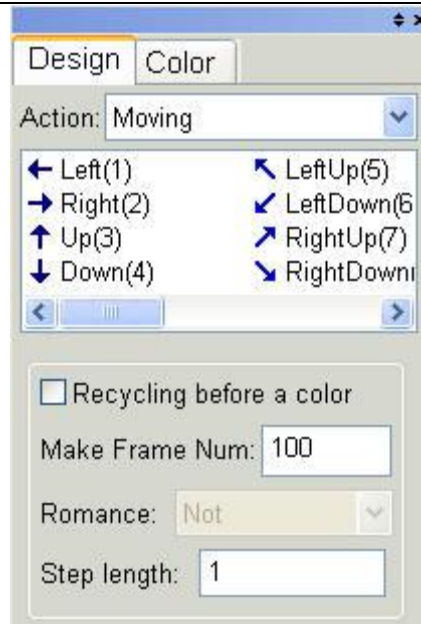 Design Color
Action: Moving
Left(1) LeftUp(5)
Right(2) LeftDown(6
Up(3) RightUp(7)
Down(4)
Recycling before a color
Make Frame Num: 100
Romance: Not
Step length: 1